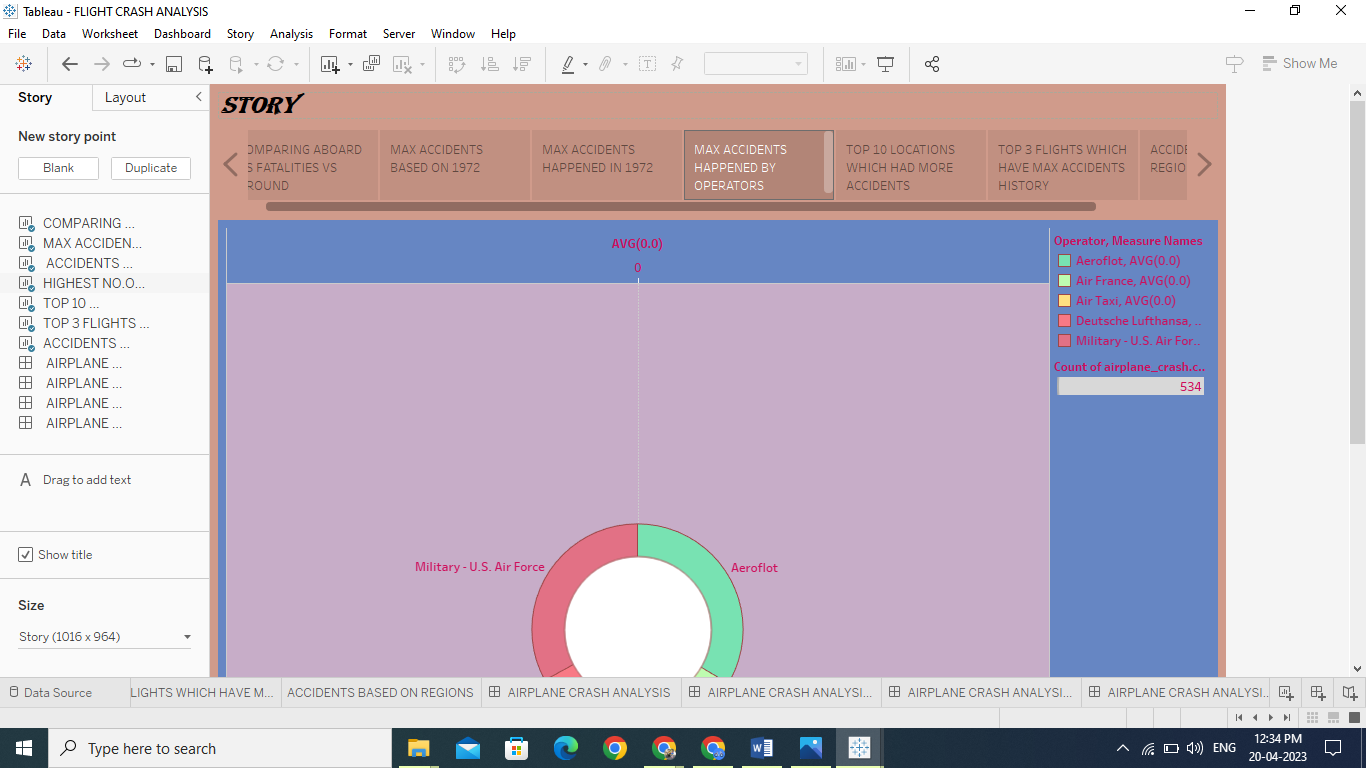 Tableau - FLIGHT CRASH ANALYSIS
File Data Worksheet Dashboard Story Analysis Format Server Window Help
Show Me
Story Layout
New story point
Blank Duplicate
COMPARING ...
MAX ACCIDEN...
ACCIDENTS ...
HIGHEST NO.O...
TOP 10 ...
TOP 3 FLIGHTS ...
ACCIDENTS ...
AIRPLANE ...
AIRPLANE ...
AIRPLANE ...
AIRPLANE ...
A Drag to add text
Show title
Size
Story (1016 x 964)
STORY
OMPARING ABOARD
S FATALITIES VS
ROUND
MAX ACCIDENTS
BASED ON 1972
MAX ACCIDENTS
HAPPENED IN 1972
MAX ACCIDENTS
HAPPENED BY
OPERATORS
TOP 10 LOCATIONS
WHICH HAD MORE
ACCIDENTS
TOP 3 FLIGHTS WHICH
HAVE MAX ACCIDENTS
HISTORY
ACCIDE
REGIO
AVG(0.0)
0
Military - U.S. Air Force
Aeroflot
Operator, Measure Names
Aeroflot, AVG(0.0)
Air France, AVG(0.0)
Air Taxi, AVG(0.0)
Deutsche Lufthansa, ..
Military - U.S. Air For..
Count of airplane_crash.c..
534
Data Source LIGHTS WHICH HAVE M... ACCIDENTS BASED ON REGIONS AIRPLANE CRASH ANALYSIS AIRPLANE CRASH ANALYSI... AIRPLANE CRASH ANALYSI... AIRPLANE CRASH ANALYSI...
Type here to search
ENG
12:34 PM
20-04-2023